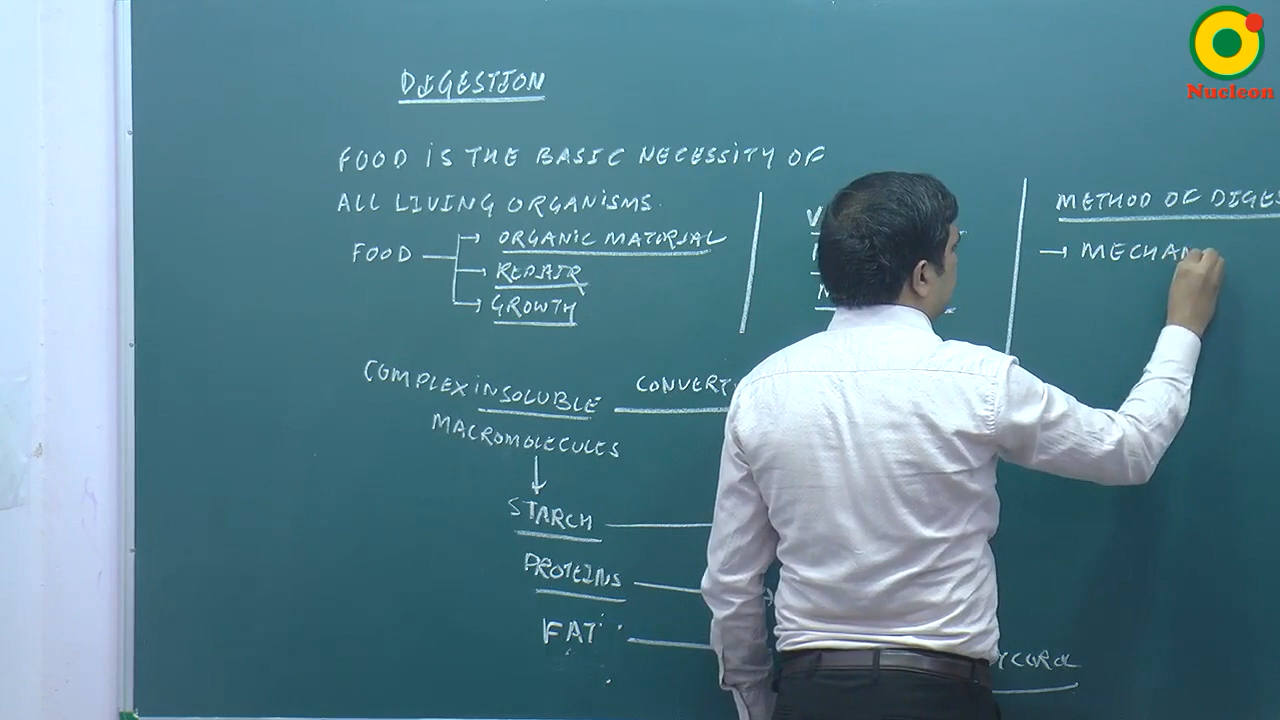 Nucleon
DIGESTION
FOOD IS THE BASIC NECESSITY OF
ALL LIVING ORGANISMS.
FOOD → ORGANIC MATERIAL
→ REPAIR
→ GROWTH
COMPLEX INSOLUBLE CONVERT
MACROMOLECULES
↓
STARCH
PROTEINS
FAT
METHOD OF DIGES
→ MECHAN